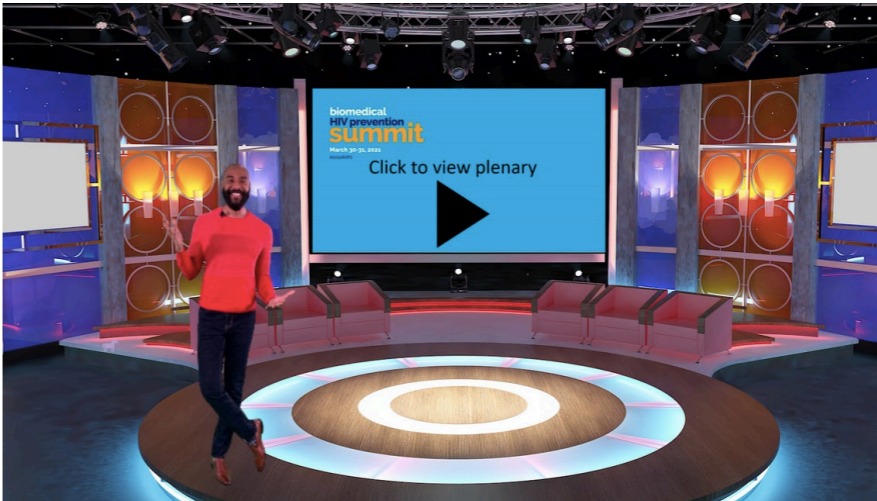 biomedical
HIV prevention
summit
March 30-31, 2021
Click to view plenary